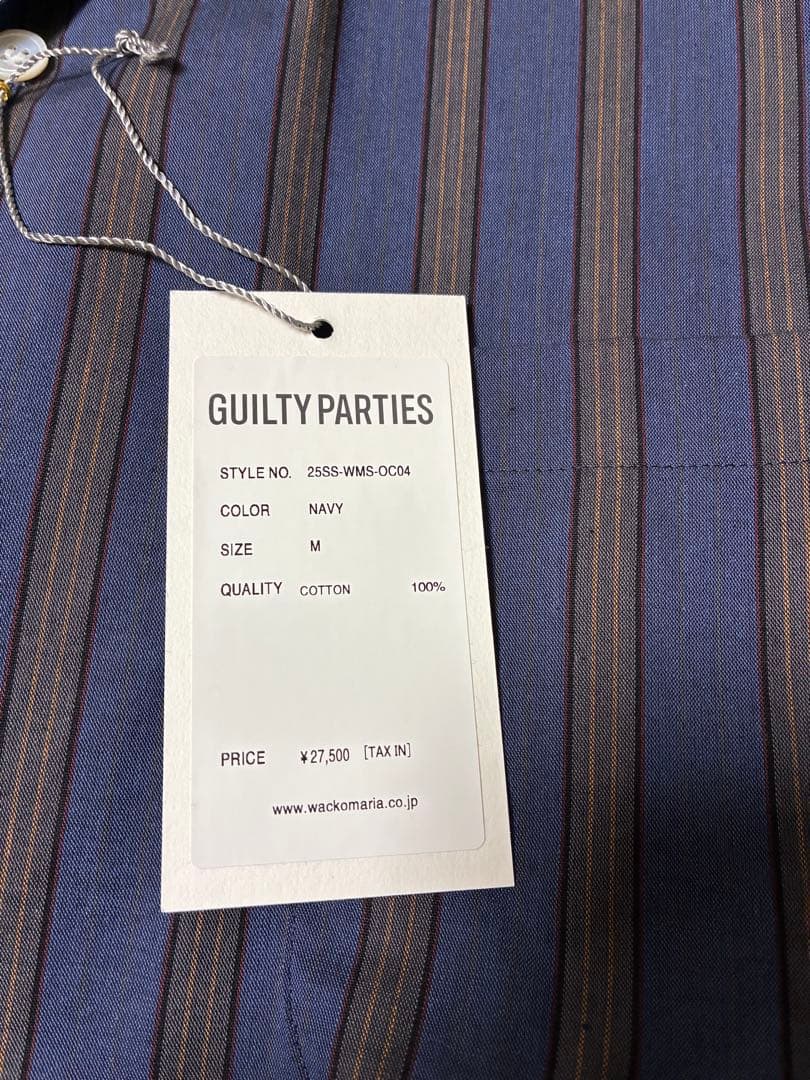 GUILTY PARTIES
STYLE NO. 25SS-WMS-OC04
COLOR NAVY
SIZE M
QUALITY COTTON 100%
PRICE ¥27,500 [TAX IN]
www.wackomaria.co.jp